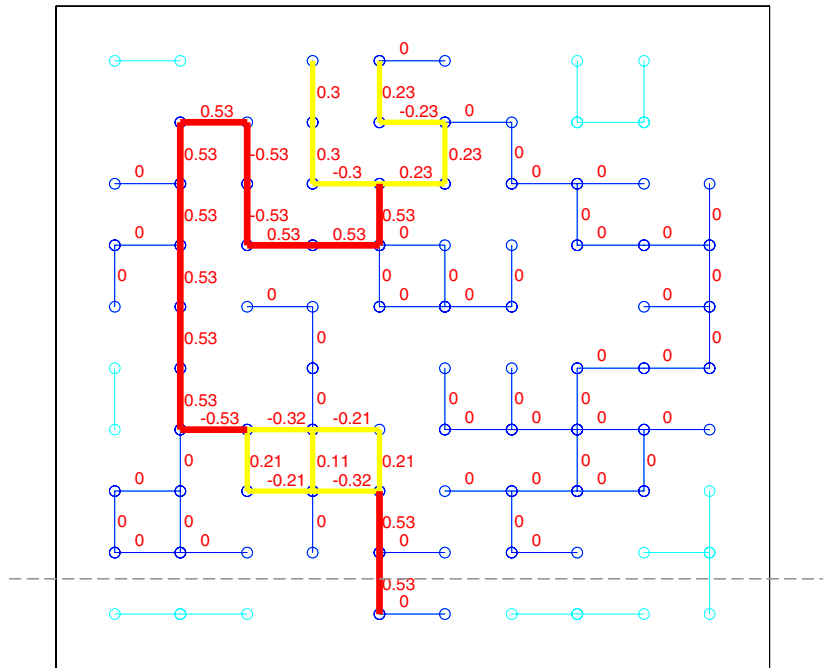 0
0.3 0.23
0.53 -0.23 0
0.53 -0.53 0.3 0.23 0
0 -0.3 0.23 0 0
0.53 -0.53 0.53 0 0
0 0.53 0.53 0 0 0
0 0.53 0 0 0
0 0 0 0
0.53 0 0
0 0
0.53 0 0 0
-0.53 -0.32 -0.21 0 0 0
0 0.21 0.11 0.21 0 0
0 -0.21 -0.32 0 0
0 0 0 0.53 0
0 0 0 0
0.53
0